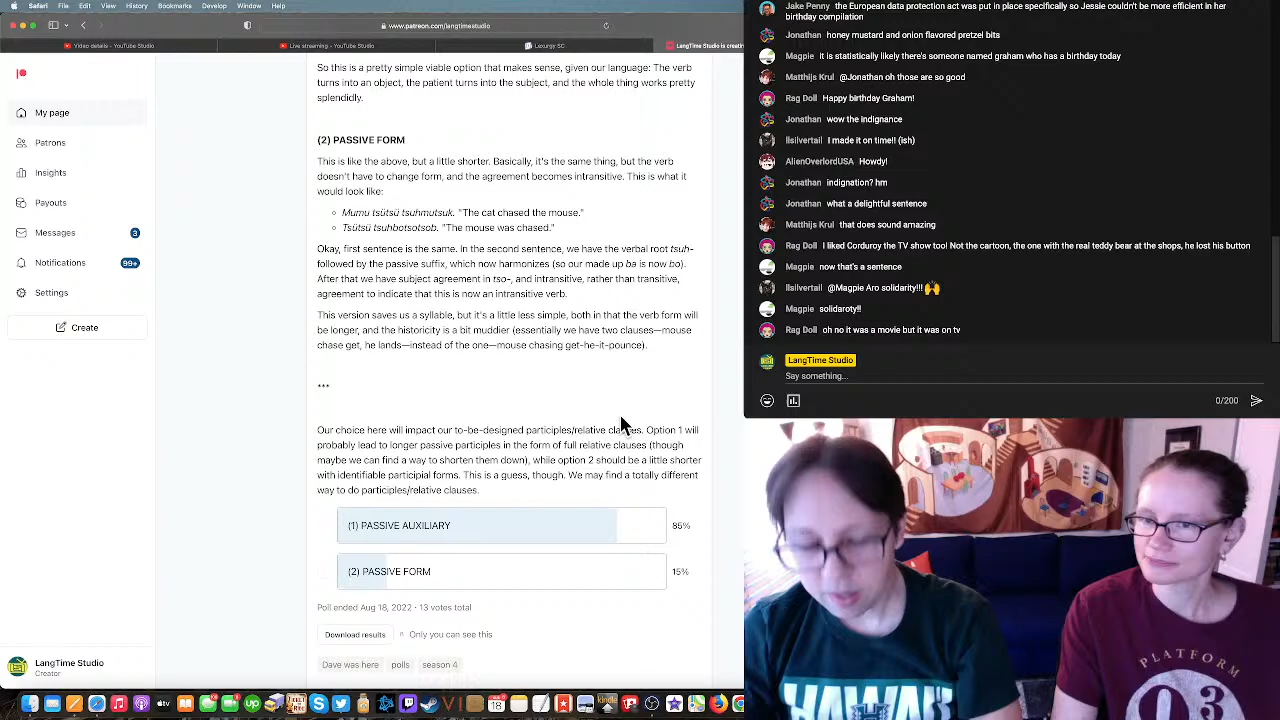 Safari File Edit View History Bookmarks Develop Window Help
www.patreon.com/langtimestudio
Video details - YouTube Studio
Live streaming - YouTube Studio
Lexurgy SC
LangTime Studio is creatin
My page
Patrons
Insights
Payouts
Messages 3
Notifications 99+
Settings
Create
LangTime Studio
Creator
So this is a pretty simple viable option that makes sense, given our language: The verb
turns into an object, the patient turns into the subject, and the whole thing works pretty
splendidly.
(2) PASSIVE FORM
This is like the above, but a little shorter. Basically, it's the same thing, but the verb
doesn't have to change form, and the agreement becomes intransitive. This is what it
would look like:
Mumu tsütsü tsuhmutsuk. "The cat chased the mouse."
Tsütsü tsuhbotsotsob. "The mouse was chased."
Okay, first sentence is the same. In the second sentence, we have the verbal root tsuh-
followed by the passive suffix, which now harmonizes (so our made up be is now bo).
After that we have subject agreement in tso-, and intransitive, rather than transitive,
agreement to indicate that this is now an intransitive verb.
This version saves us a syllable, but it's a little less simple, both in that the verb form will
be longer, and the historicity is a bit muddier (essentially we have two clauses—mouse
chase get, he lands—instead of the one—mouse chasing get-he-it-pounce).
***
Our choice here will impact our to-be-designed participles/relative clauses. Option 1 will
probably lead to longer passive participles in the form of full relative clauses (though
maybe we can find a way to shorten them down), while option 2 should be a little shorter
with identifiable participial forms. This is a guess, though. We may find a totally different
way to do participles/relative clauses.
(1) PASSIVE AUXILIARY 85%
(2) PASSIVE FORM 15%
Poll ended Aug 18, 2022 · 13 votes total
Download results Only you can see this
Dave was here polls season 4
Jake Penny the European data protection act was put in place specifically so Jessie couldn't be more efficient in her
birthday compilation
Jonathan honey mustard and onion flavored pretzel bits
Magpie it is statistically likely there's someone named graham who has a birthday today
Matthijs Krul @Jonathan oh those are so good
Rag Doll Happy birthday Graham!
Jonathan wow the indignance
llsilvertail I made it on time!! (ish)
AlienOverlordUSA Howdy!
Jonathan indignation? hm
Jonathan what a delightful sentence
Matthijs Krul that does sound amazing
Rag Doll I liked Corduroy the TV show too! Not the cartoon, the one with the real teddy bear at the shops, he lost his button
Magpie now that's a sentence
llsilvertail @Magpie Aro solidarity!!! 🙌
Magpie solidaroty!!
Rag Doll oh no it was a movie but it was on tv
LangTime Studio
Say something...
0/200
HAWAI
PLATFORM
3